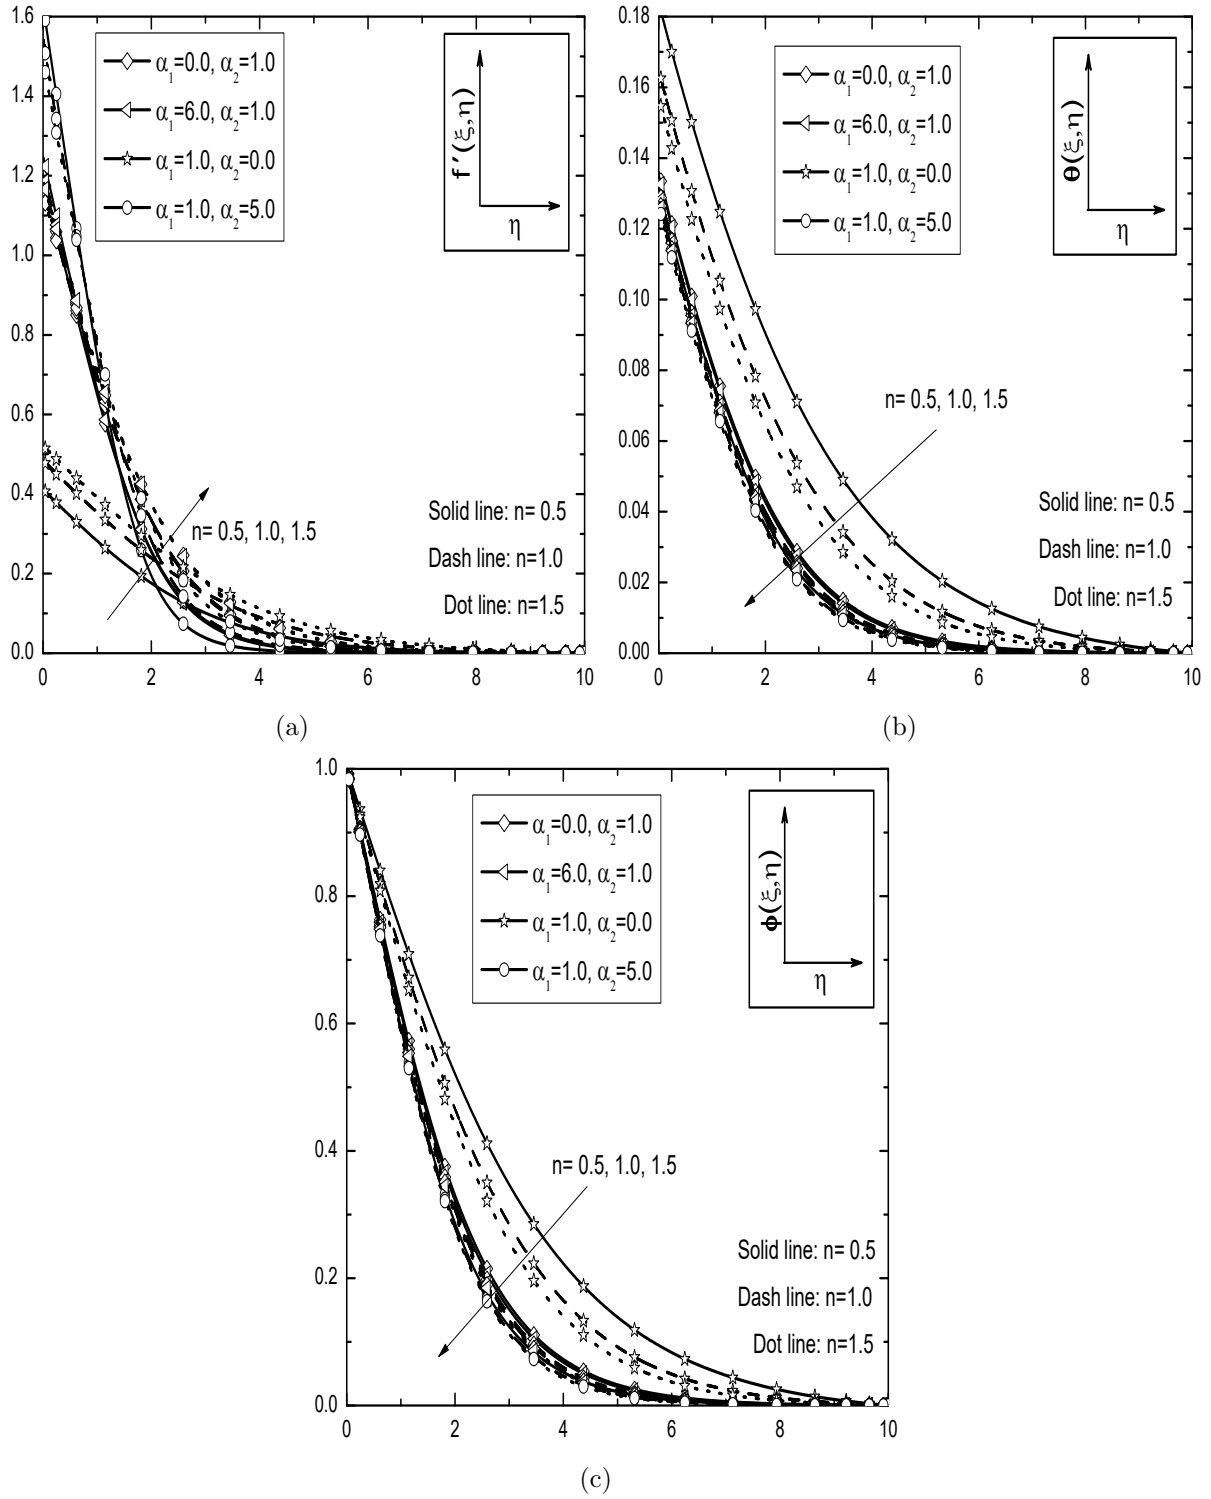 1.6
1.4
1.2
1.0
0.8
0.6
0.4
0.2
0.0
0
2
4
6
8
10
α₁=0.0, α₂=1.0
α₁=6.0, α₂=1.0
α₁=1.0, α₂=0.0
α₁=1.0, α₂=5.0
f′(ξ,η)
η
n= 0.5, 1.0, 1.5
Solid line: n= 0.5
Dash line: n=1.0
Dot line: n=1.5
(a)
0.18
0.16
0.14
0.12
0.10
0.08
0.06
0.04
0.02
0.00
0
2
4
6
8
10
α₁=0.0, α₂=1.0
α₁=6.0, α₂=1.0
α₁=1.0, α₂=0.0
α₁=1.0, α₂=5.0
θ(ξ,η)
η
n= 0.5, 1.0, 1.5
Solid line: n= 0.5
Dash line: n=1.0
Dot line: n=1.5
(b)
1.0
0.8
0.6
0.4
0.2
0.0
0
2
4
6
8
10
α₁=0.0, α₂=1.0
α₁=6.0, α₂=1.0
α₁=1.0, α₂=0.0
α₁=1.0, α₂=5.0
ϕ(ξ,η)
η
n= 0.5, 1.0, 1.5
Solid line: n= 0.5
Dash line: n=1.0
Dot line: n=1.5
(c)